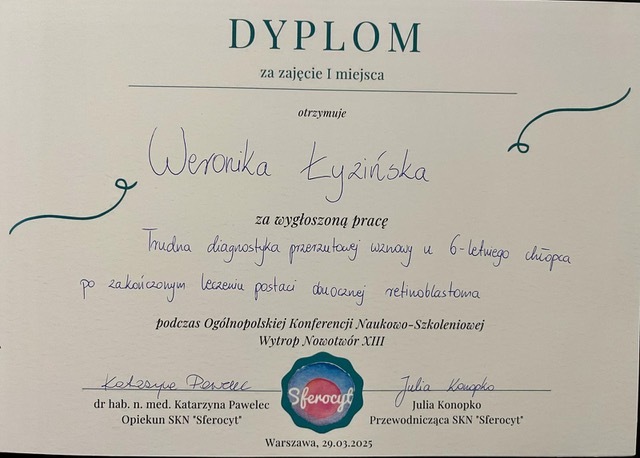 DYPLOM
za zajęcie I miejsca
otrzymuje
Weronika Łyzińska
za wygłoszoną pracę
Trudna diagnostyka przerzutowej wznowy u 6-letniego chłopca
po zakończonym leczeniu postaci obuocznej retinoblastoma
podczas Ogólnopolskiej Konferencji Naukowo-Szkoleniowej
Wytrop Nowotwór XIII
Katarzyna Pawelec
Julia Konopko
Sferocyt
dr hab. n. med. Katarzyna Pawelec
Opiekun SKN "Sferocyt"
Julia Konopko
Przewodnicząca SKN "Sferocyt"
Warszawa, 29.03.2025